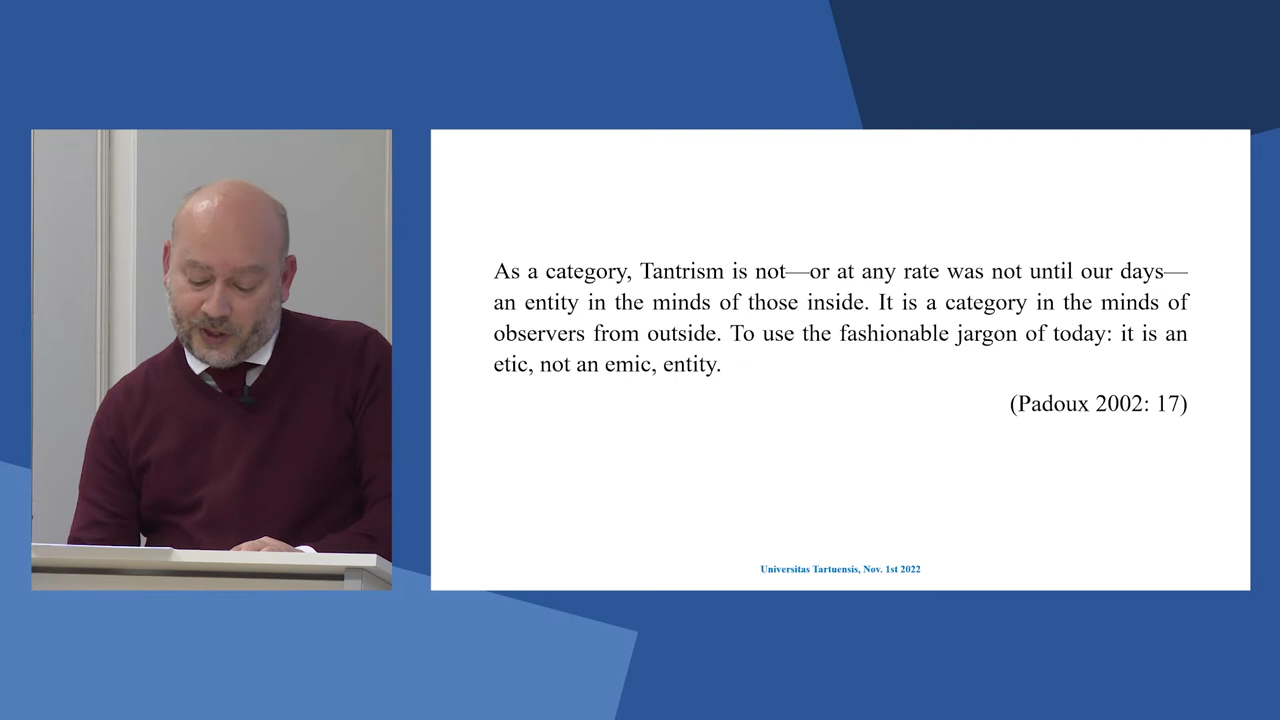 As a category, Tantrism is not—or at any rate was not until our days—
an entity in the minds of those inside. It is a category in the minds of
observers from outside. To use the fashionable jargon of today: it is an
etic, not an emic, entity.
(Padoux 2002: 17)
Universitas Tartuensis, Nov. 1st 2022